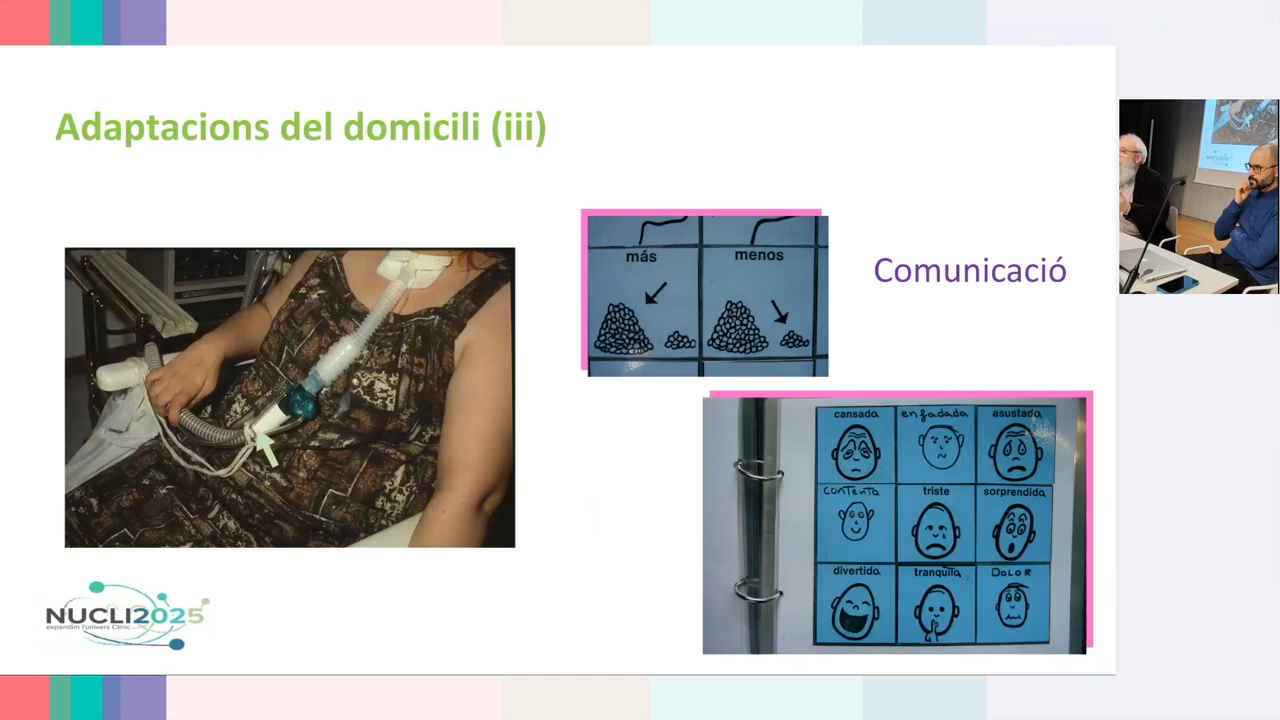 Adaptacions del domicili (iii)
más
menos
Comunicació
cansada
enfadada
asustada
contenta
triste
sorprendida
divertida
tranquila
DOLOR
NUCLI2025
expandim l'univers Clínic
NUCLI